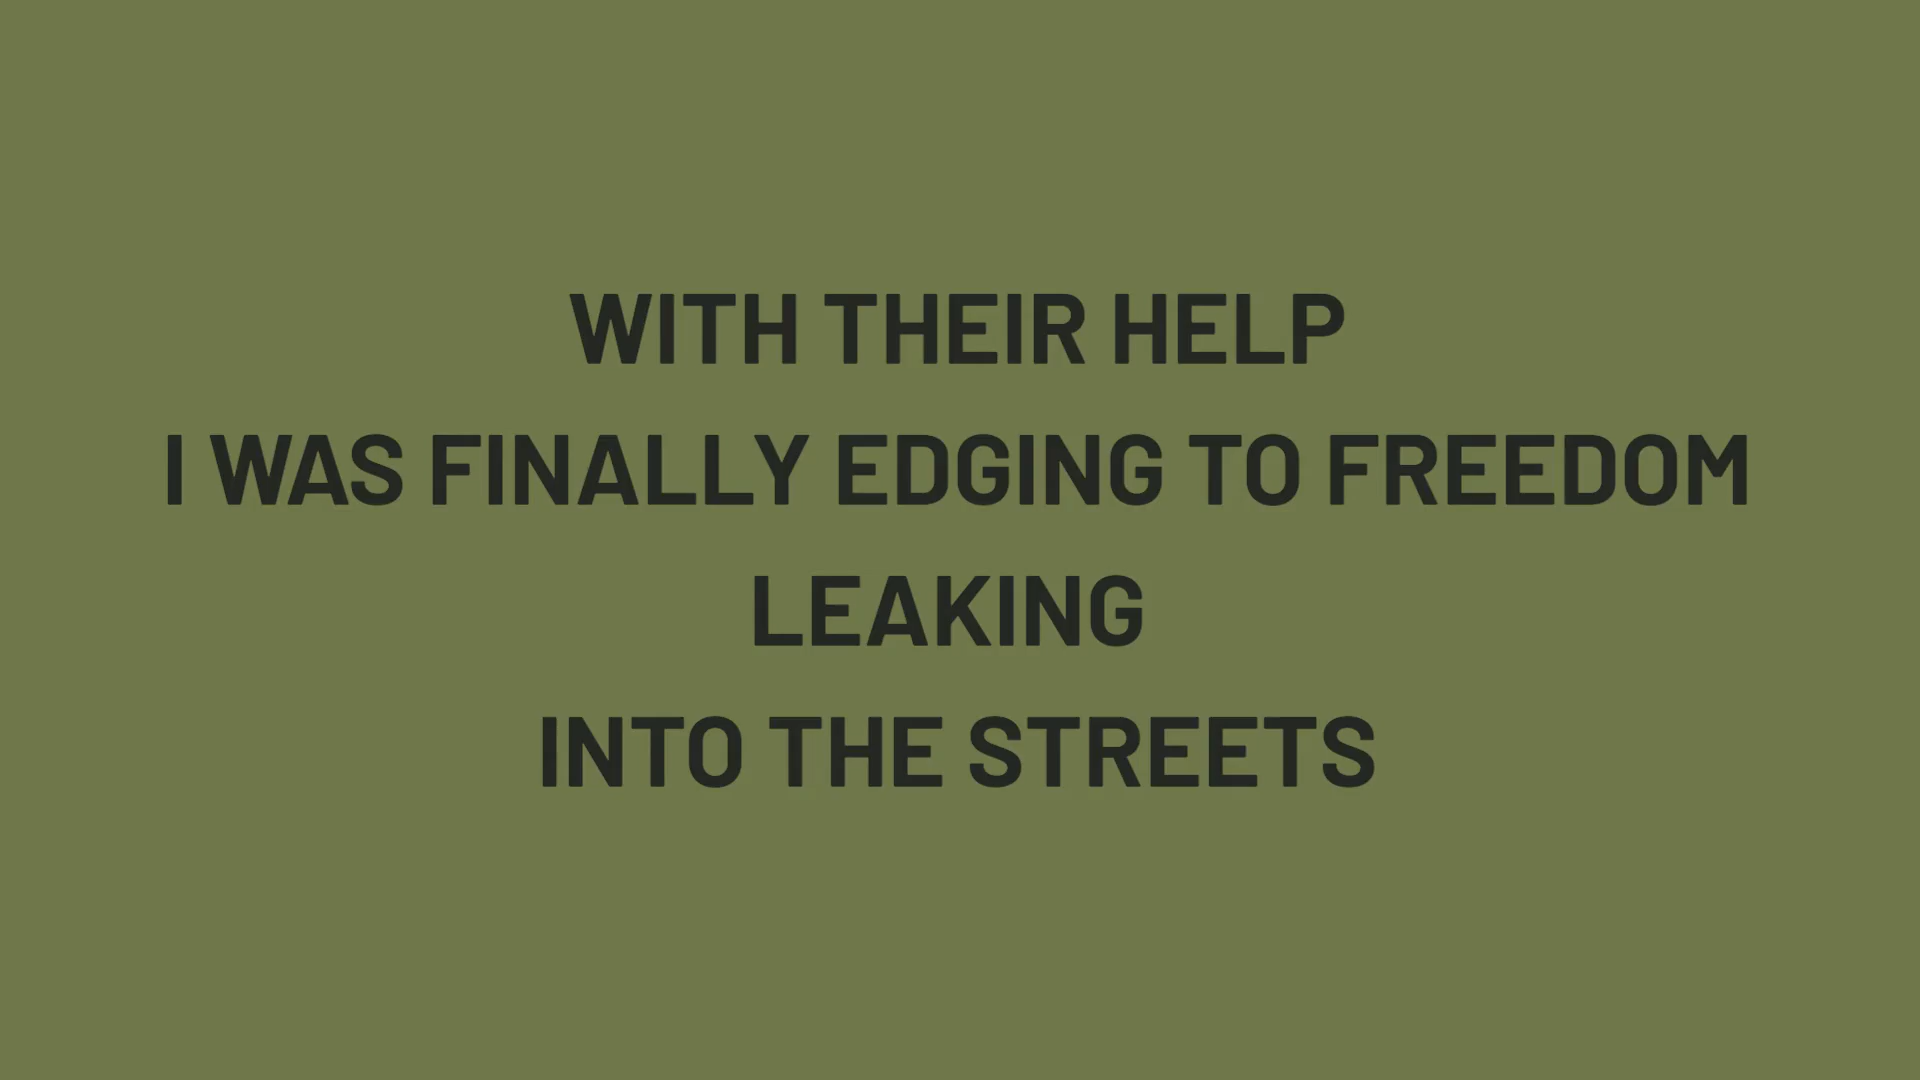 WITH THEIR HELP
I WAS FINALLY EDGING TO FREEDOM
LEAKING
INTO THE STREETS